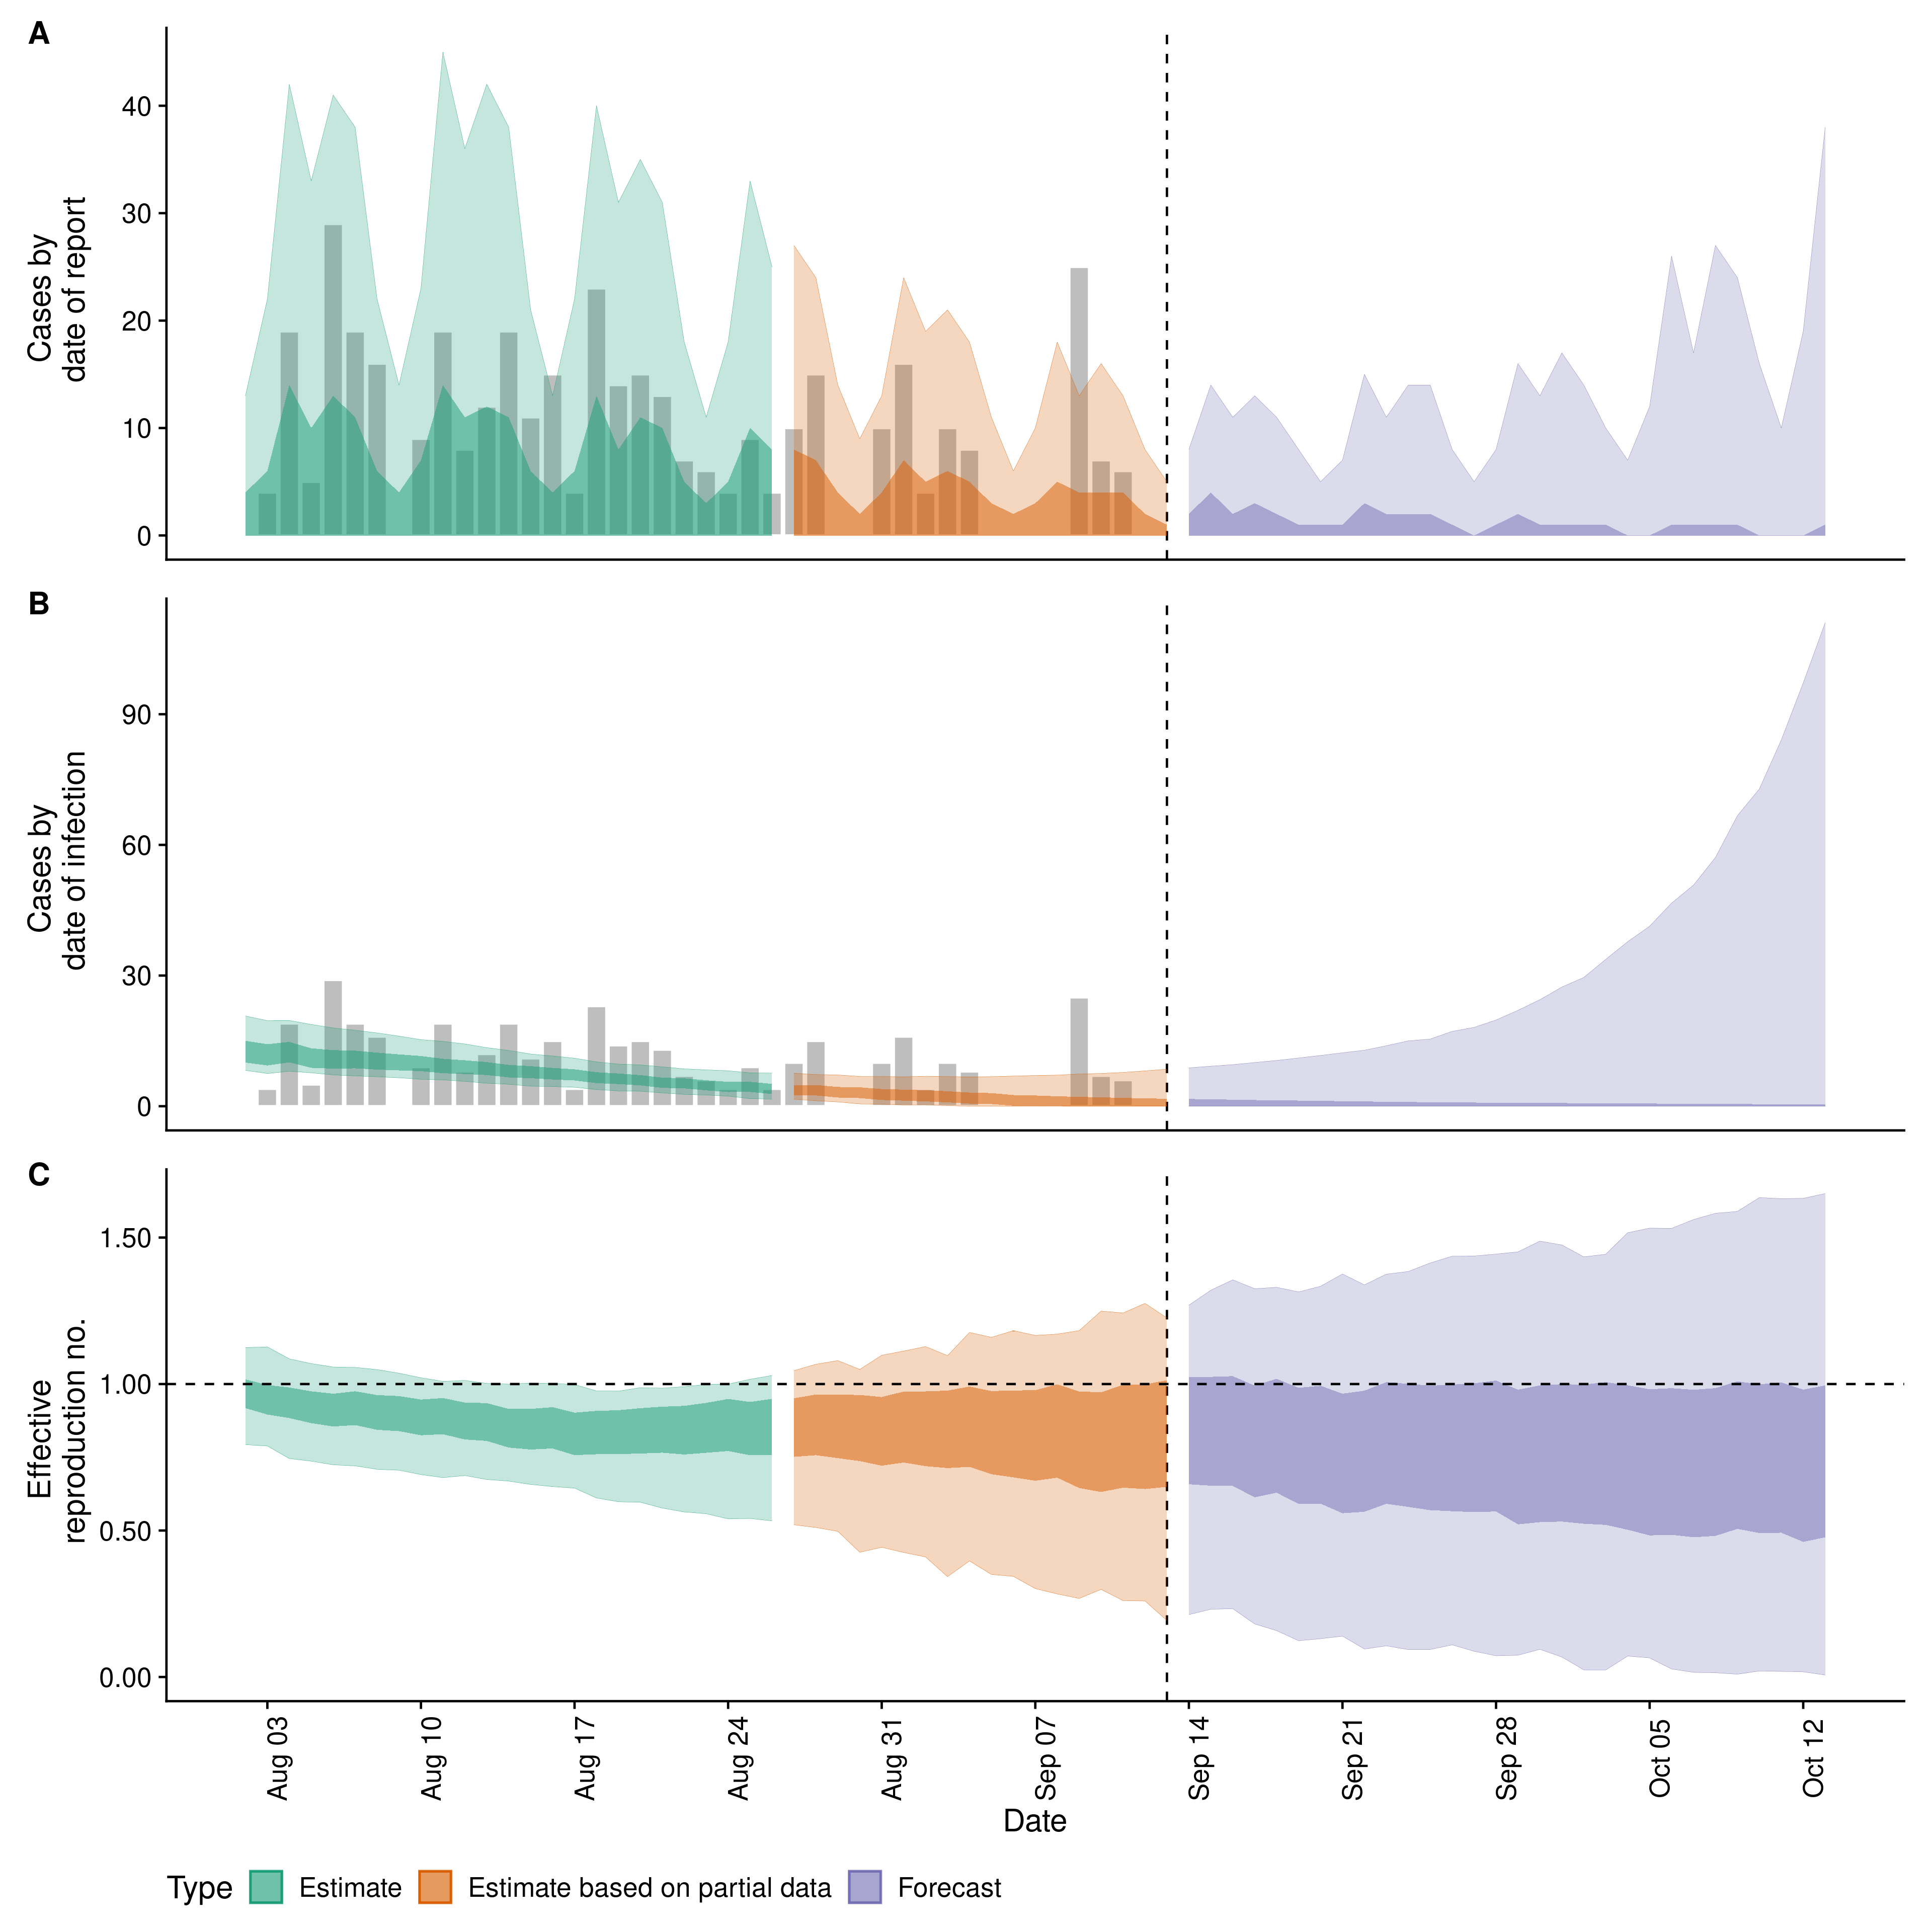 A
Cases by
date of report
40
30
20
10
0
B
Cases by
date of infection
90
60
30
0
C
Effective
reproduction no.
1.50
1.00
0.50
0.00
Aug 03
Aug 10
Aug 17
Aug 24
Aug 31
Sep 07
Sep 14
Sep 21
Sep 28
Oct 05
Oct 12
Date
Type Estimate Estimate based on partial data Forecast